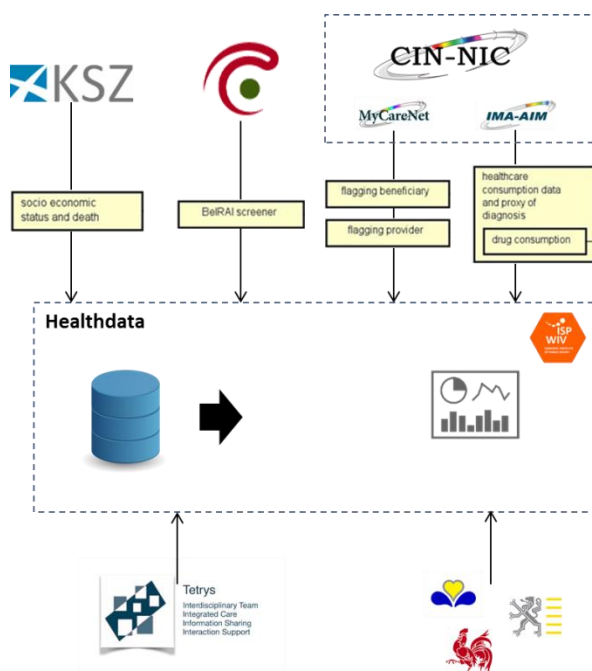 KSZ
CIN-NIC
MyCareNet
IMA-AIM
socio economic
status and death
BelRAI screener
flagging beneficiary
flagging provider
healthcare
consumption data
and proxy of
diagnosis
drug consumption
Healthdata
ISP
WIV
Tetrys
Interdisciplinary Team
Integrated Care
Information Sharing
Interaction Support